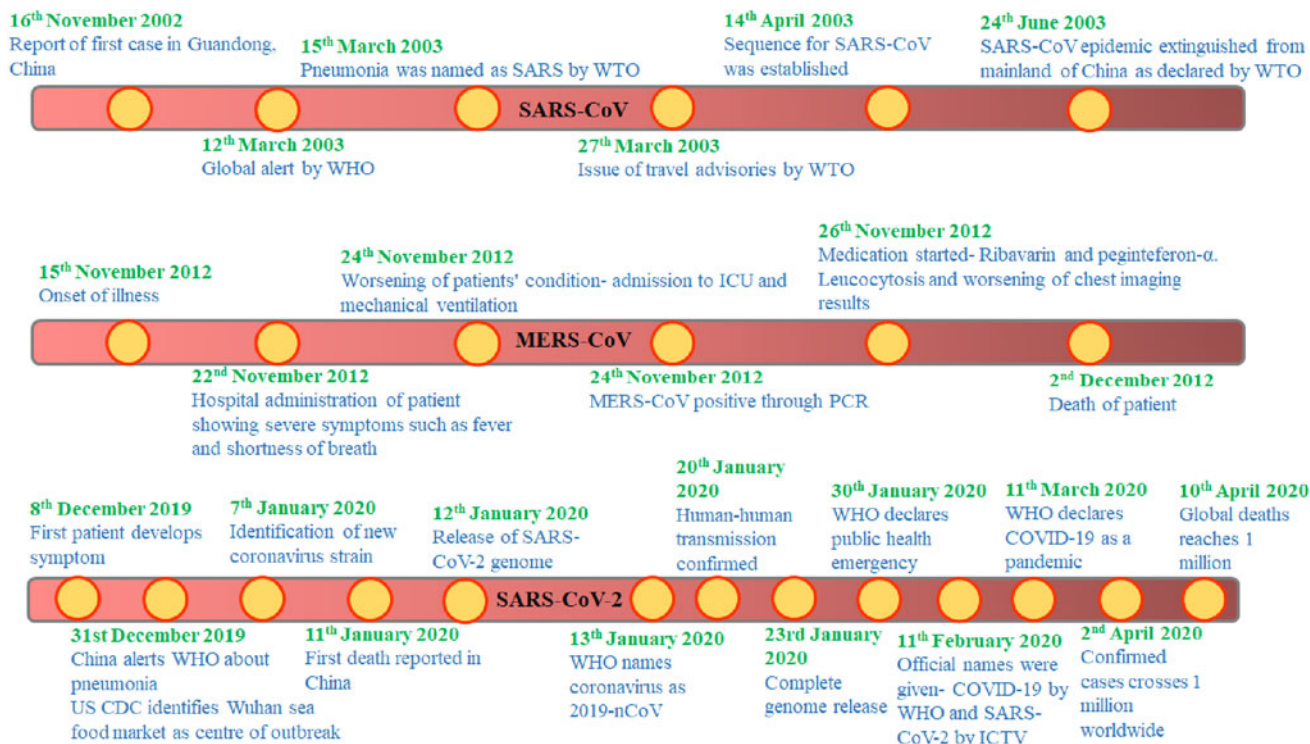 16th November 2002
Report of first case in Guandong,
China
15th March 2003
Pneumonia was named as SARS by WTO
14th April 2003
Sequence for SARS-CoV
was established
24th June 2003
SARS-CoV epidemic extinguished from
mainland of China as declared by WTO
SARS-CoV
12th March 2003
Global alert by WHO
27th March 2003
Issue of travel advisories by WTO
15th November 2012
Onset of illness
24th November 2012
Worsening of patients' condition- admission to ICU and
mechanical ventilation
26th November 2012
Medication started- Ribavarin and peginteferon-α.
Leucocytosis and worsening of chest imaging
results
MERS-CoV
22nd November 2012
Hospital administration of patient
showing severe symptoms such as fever
and shortness of breath
24th November 2012
MERS-CoV positive through PCR
2nd December 2012
Death of patient
8th December 2019
First patient develops
symptom
7th January 2020
Identification of new
coronavirus strain
12th January 2020
Release of SARS-
CoV-2 genome
20th January
2020
Human-human
transmission
confirmed
30th January 2020
WHO declares
public health
emergency
11th March 2020
WHO declares
COVID-19 as a
pandemic
10th April 2020
Global deaths
reaches 1
million
SARS-CoV-2
31st December 2019
China alerts WHO about
pneumonia
US CDC identifies Wuhan sea
food market as centre of outbreak
11th January 2020
First death reported in
China
13th January 2020
WHO names
coronavirus as
2019-nCoV
23rd January
2020
Complete
genome release
11th February 2020
Official names were
given- COVID-19 by
WHO and SARS-
CoV-2 by ICTV
2nd April 2020
Confirmed
cases crosses 1
million
worldwide